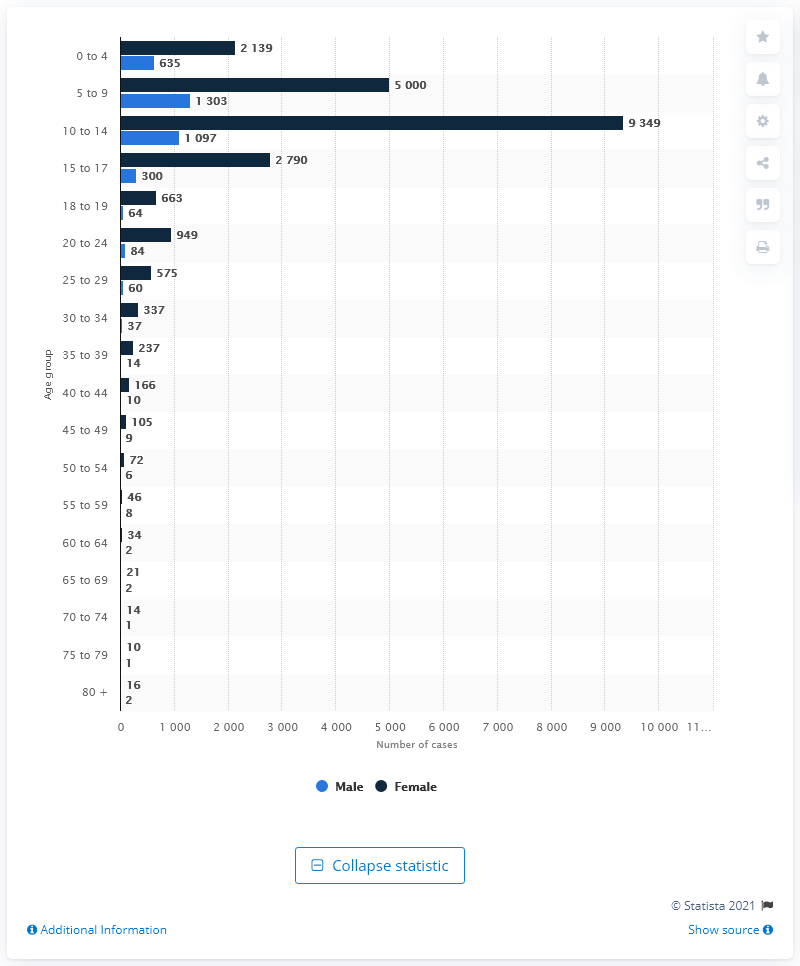 2 139
0 to 4
635
5 000
5 to 9
1 303
9 349
10 to 14
1 097
2 790
15 to 17
300
663
18 to 19
64
949
20 to 24
84
575
25 to 29
60
337
30 to 34
37
237
35 to 39
14
Age group
166
40 to 44
10
105
45 to 49
9
72
50 to 54
6
46
55 to 59
8
34
60 to 64
2
21
65 to 69
2
14
70 to 74
1
10
75 to 79
1
16
80 +
2
0 1 000 2 000 3 000 4 000 5 000 6 000 7 000 8 000 9 000 10 000 11...
Number of cases
Male Female
Collapse statistic
© Statista 2021
Additional Information Show source